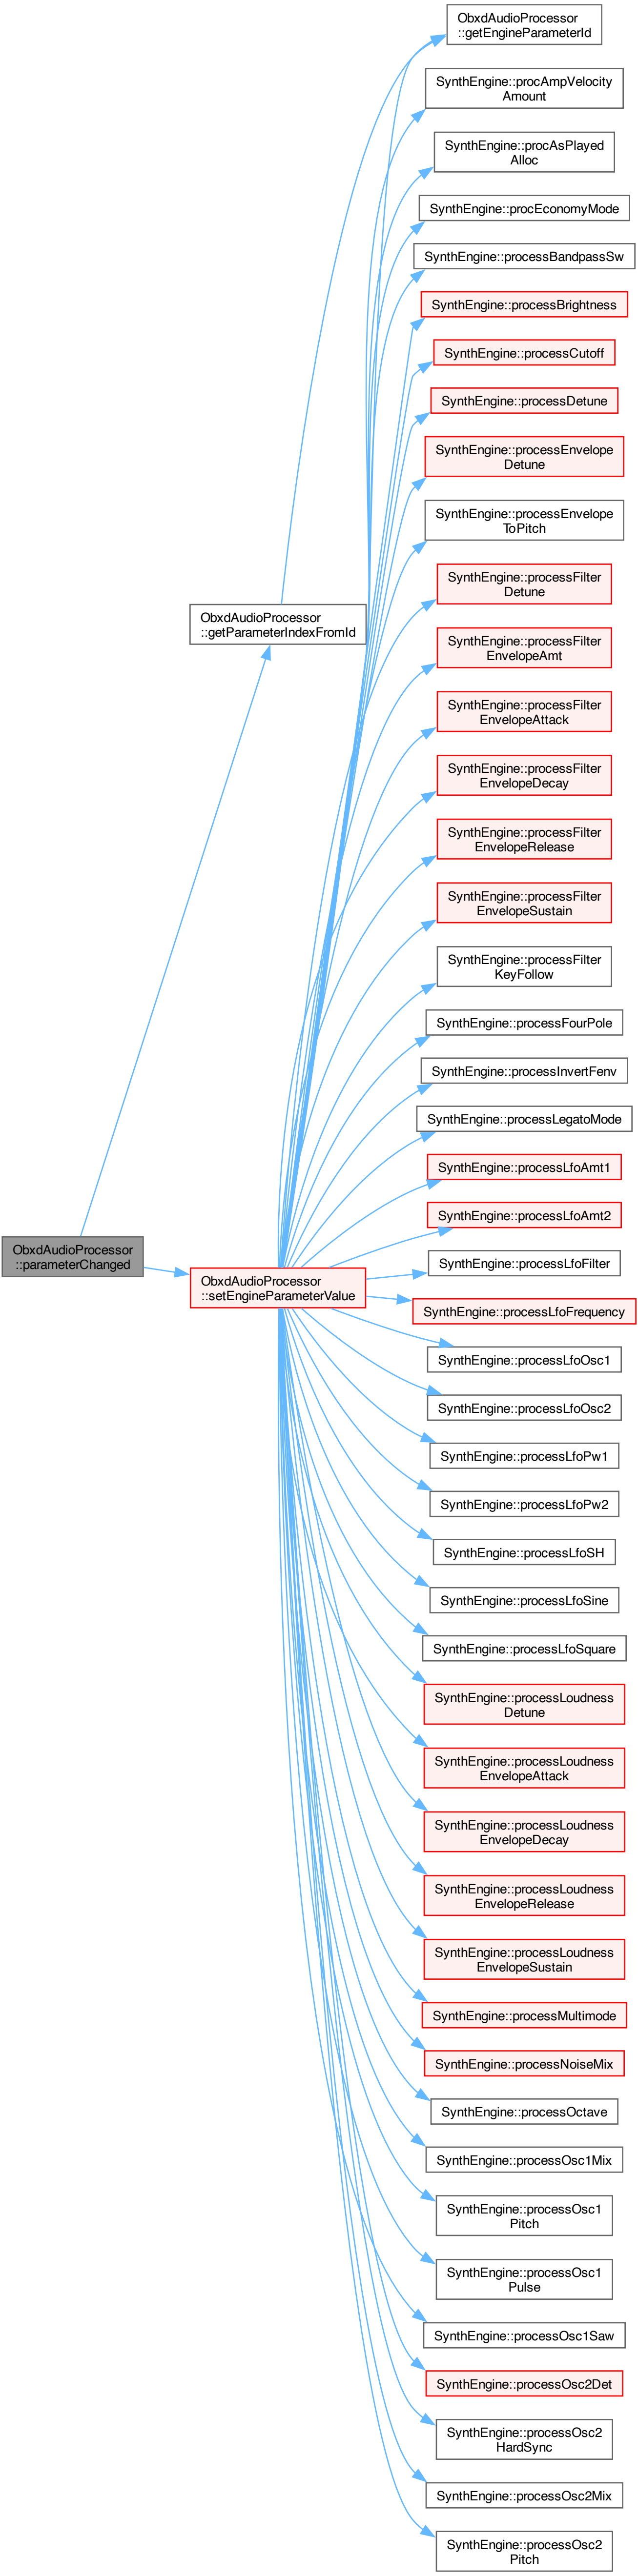 ObxdAudioProcessor
::getEngineParameterId
SynthEngine::procAmpVelocity
Amount
SynthEngine::procAsPlayed
Alloc
SynthEngine::procEconomyMode
SynthEngine::processBandpassSw
SynthEngine::processBrightness
SynthEngine::processCutoff
SynthEngine::processDetune
SynthEngine::processEnvelope
Detune
SynthEngine::processEnvelope
ToPitch
SynthEngine::processFilter
Detune
ObxdAudioProcessor
::getParameterIndexFromId
SynthEngine::processFilter
EnvelopeAmt
SynthEngine::processFilter
EnvelopeAttack
SynthEngine::processFilter
EnvelopeDecay
SynthEngine::processFilter
EnvelopeRelease
SynthEngine::processFilter
EnvelopeSustain
SynthEngine::processFilter
KeyFollow
SynthEngine::processFourPole
SynthEngine::processInvertFenv
SynthEngine::processLegatoMode
SynthEngine::processLfoAmt1
SynthEngine::processLfoAmt2
ObxdAudioProcessor
::parameterChanged
ObxdAudioProcessor
::setEngineParameterValue
SynthEngine::processLfoFilter
SynthEngine::processLfoFrequency
SynthEngine::processLfoOsc1
SynthEngine::processLfoOsc2
SynthEngine::processLfoPw1
SynthEngine::processLfoPw2
SynthEngine::processLfoSH
SynthEngine::processLfoSine
SynthEngine::processLfoSquare
SynthEngine::processLoudness
Detune
SynthEngine::processLoudness
EnvelopeAttack
SynthEngine::processLoudness
EnvelopeDecay
SynthEngine::processLoudness
EnvelopeRelease
SynthEngine::processLoudness
EnvelopeSustain
SynthEngine::processMultimode
SynthEngine::processNoiseMix
SynthEngine::processOctave
SynthEngine::processOsc1Mix
SynthEngine::processOsc1
Pitch
SynthEngine::processOsc1
Pulse
SynthEngine::processOsc1Saw
SynthEngine::processOsc2Det
SynthEngine::processOsc2
HardSync
SynthEngine::processOsc2Mix
SynthEngine::processOsc2
Pitch